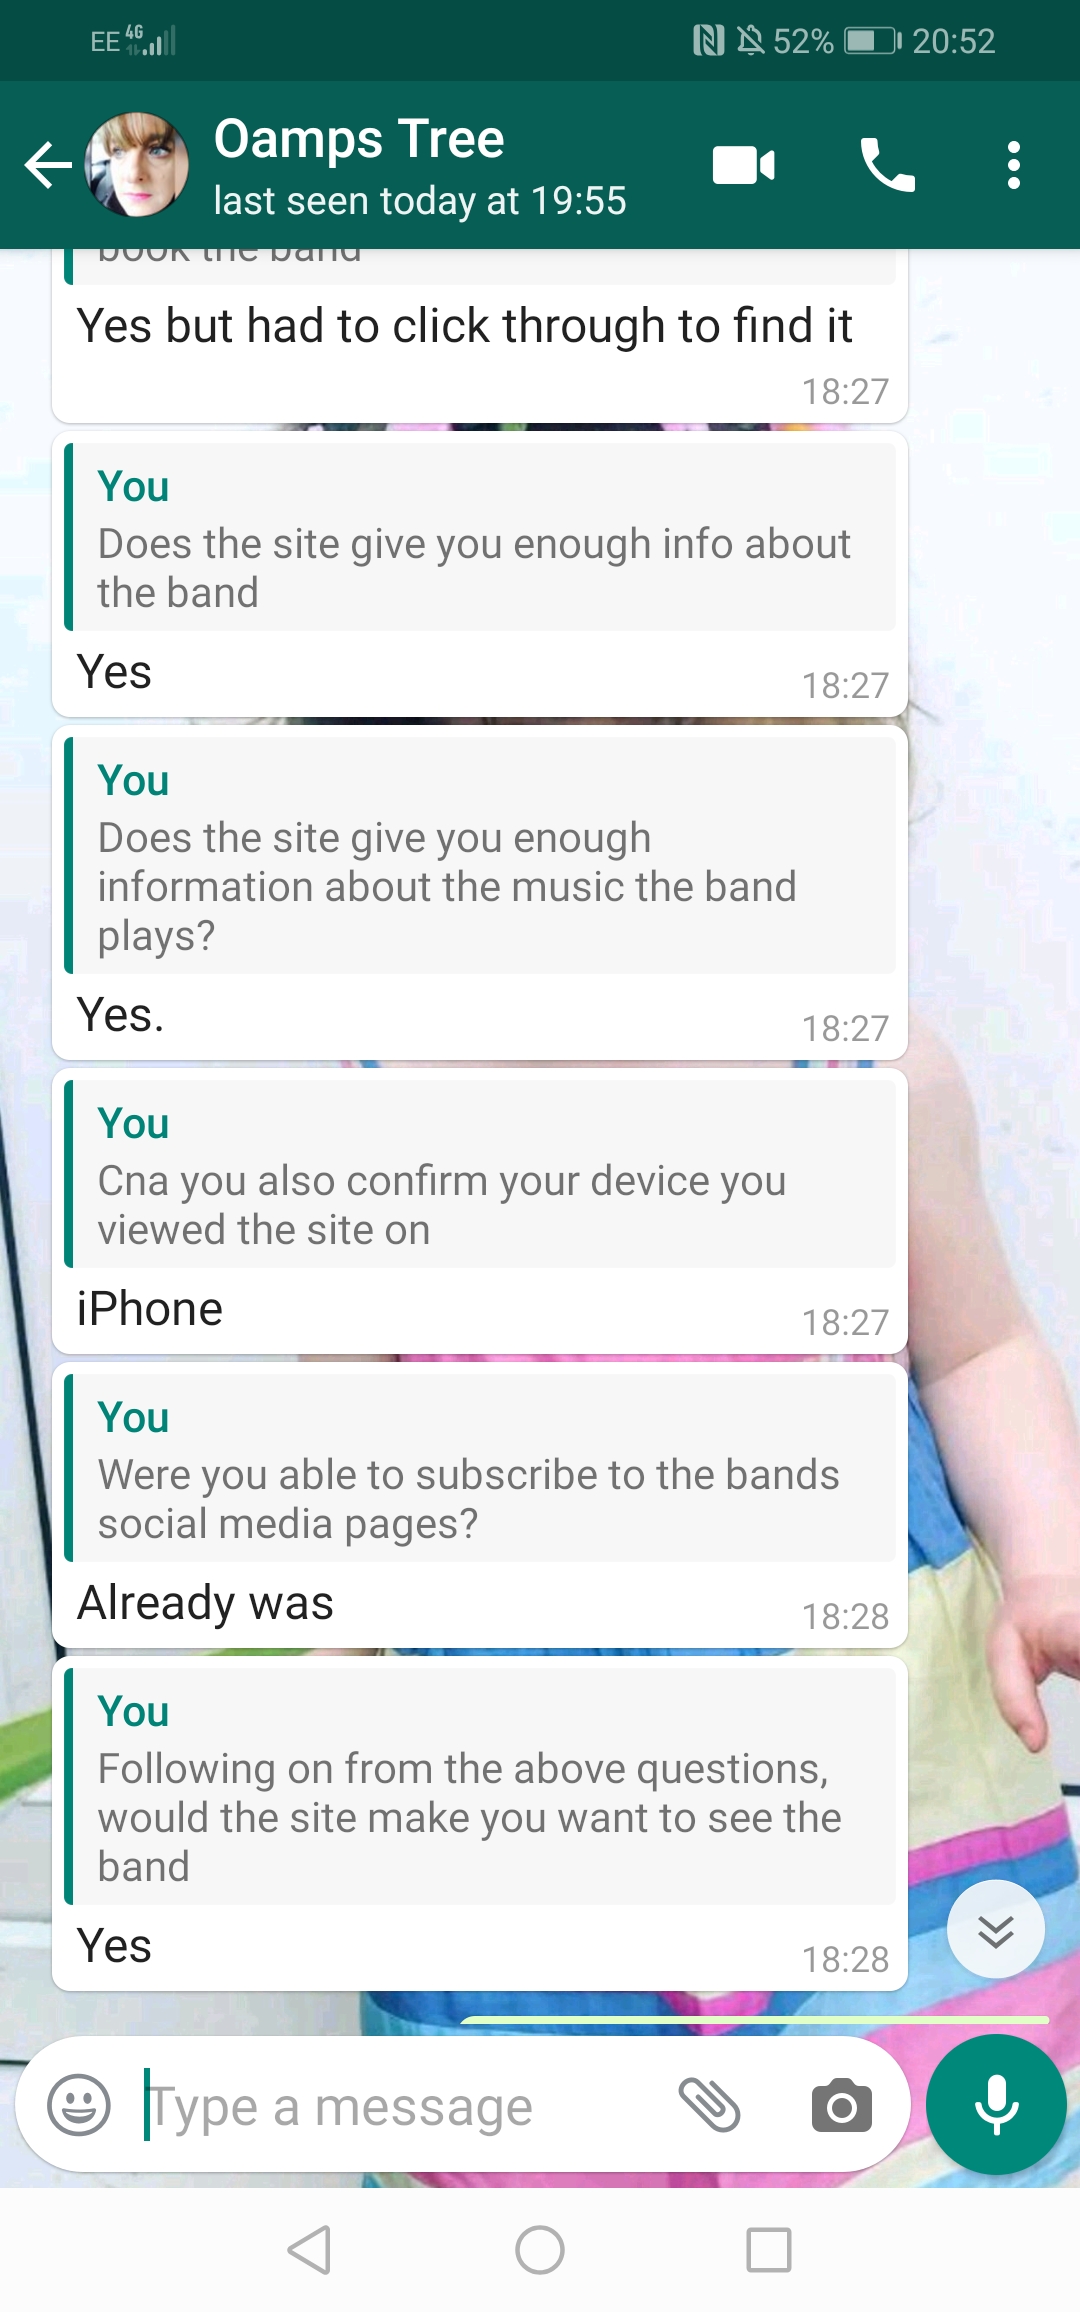 EE 4G 52% 20:52
Oamps Tree
last seen today at 19:55
book the band
Yes but had to click through to find it
18:27
You
Does the site give you enough info about
the band
Yes
18:27
You
Does the site give you enough
information about the music the band
plays?
Yes.
18:27
You
Cna you also confirm your device you
viewed the site on
iPhone
18:27
You
Were you able to subscribe to the bands
social media pages?
Already was
18:28
You
Following on from the above questions,
would the site make you want to see the
band
Yes
18:28
Type a message